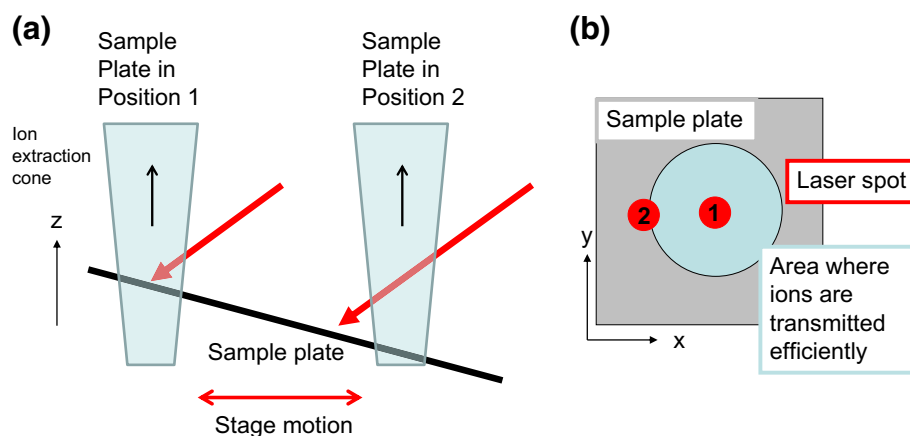 (a)
Sample
Plate in
Position 1
Sample
Plate in
Position 2
Ion
extraction
cone
z
Sample plate
Stage motion
(b)
Sample plate
Laser spot
2
1
y
x
Area where
ions are
transmitted
efficiently